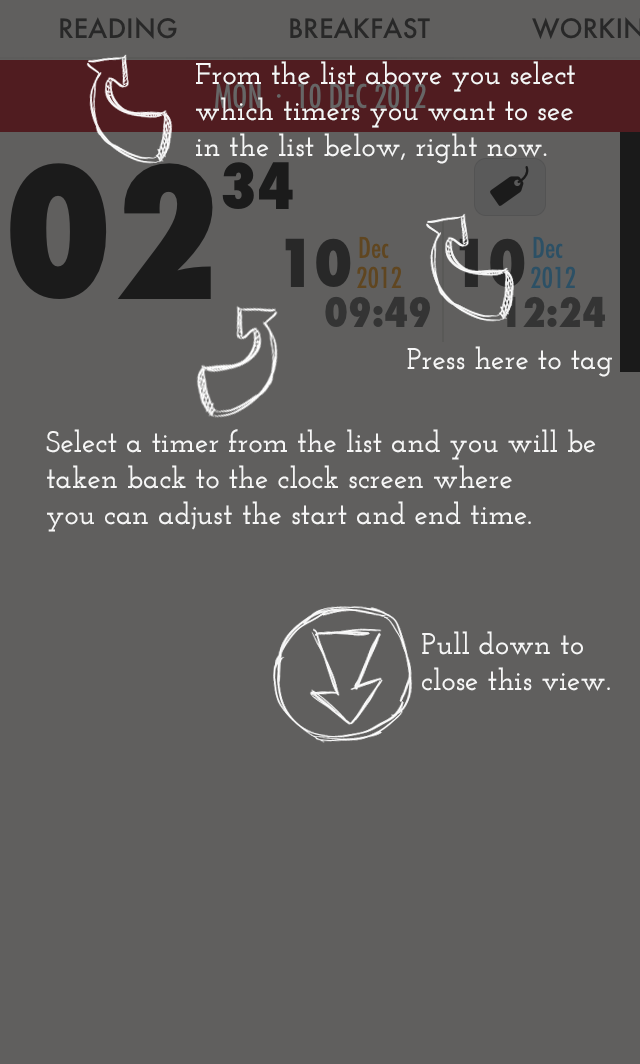 READING BREAKFAST WORKIN
From the list above you select
MON · 10 DEC 2012
which timers you want to see
in the list below, right now.
02 34
10 Dec 2012 09:49
10 Dec 2012 12:24
Press here to tag
Select a timer from the list and you will be
taken back to the clock screen where
you can adjust the start and end time.
Pull down to
close this view.